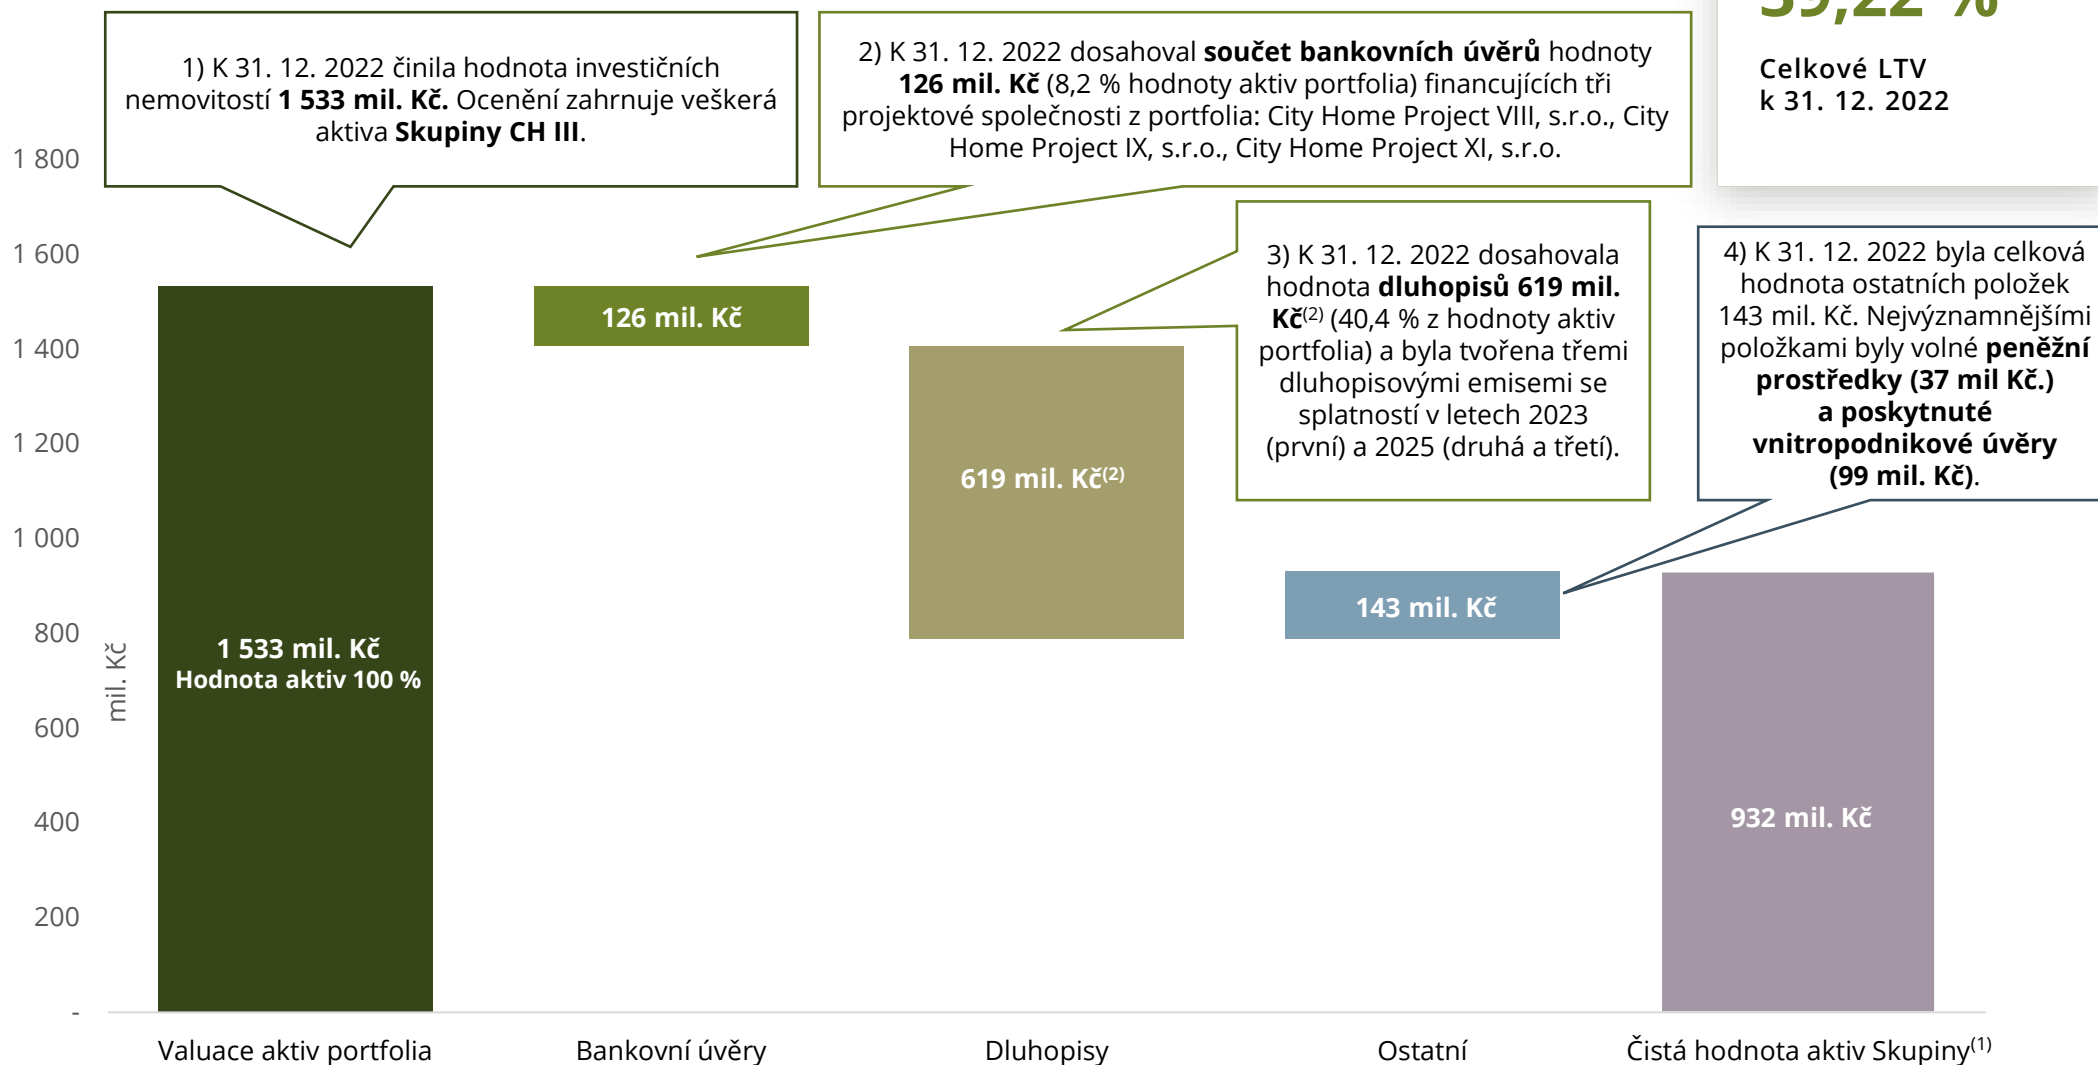 39,22 %
Celkové LTV
k 31. 12. 2022
1) K 31. 12. 2022 činila hodnota investičních
nemovitostí 1 533 mil. Kč. Ocenění zahrnuje veškerá
aktiva Skupiny CH III.
2) K 31. 12. 2022 dosahoval součet bankovních úvěrů hodnoty
126 mil. Kč (8,2 % hodnoty aktiv portfolia) financujících tři
projektové společnosti z portfolia: City Home Project VIII, s.r.o., City
Home Project IX, s.r.o., City Home Project XI, s.r.o.
3) K 31. 12. 2022 dosahovala
hodnota dluhopisů 619 mil.
Kč(2) (40,4 % z hodnoty aktiv
portfolia) a byla tvořena třemi
dluhopisovými emisemi se
splatností v letech 2023
(první) a 2025 (druhá a třetí).
4) K 31. 12. 2022 byla celková
hodnota ostatních položek
143 mil. Kč. Nejvýznamnějšími
položkami byly volné peněžní
prostředky (37 mil Kč.)
a poskytnuté
vnitropodnikové úvěry
(99 mil. Kč).
1 800
1 600
1 400
1 200
1 000
800
600
400
200
-
mil. Kč
1 533 mil. Kč
Hodnota aktiv 100 %
126 mil. Kč
619 mil. Kč(2)
143 mil. Kč
932 mil. Kč
Valuace aktiv portfolia
Bankovní úvěry
Dluhopisy
Ostatní
Čistá hodnota aktiv Skupiny(1)